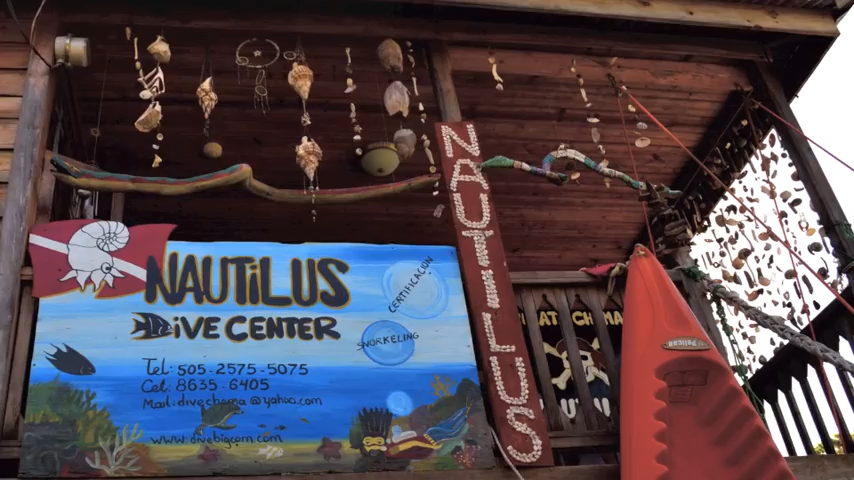 NAUTILUS
DIVE CENTER
Tel: 505-2575-5075
Cel: 8635-6405
Mail: divechema@yahoo.com
www.divebigcorn.com
CERTIFICACION
SNORKELING
NAUTILUS
Pelican